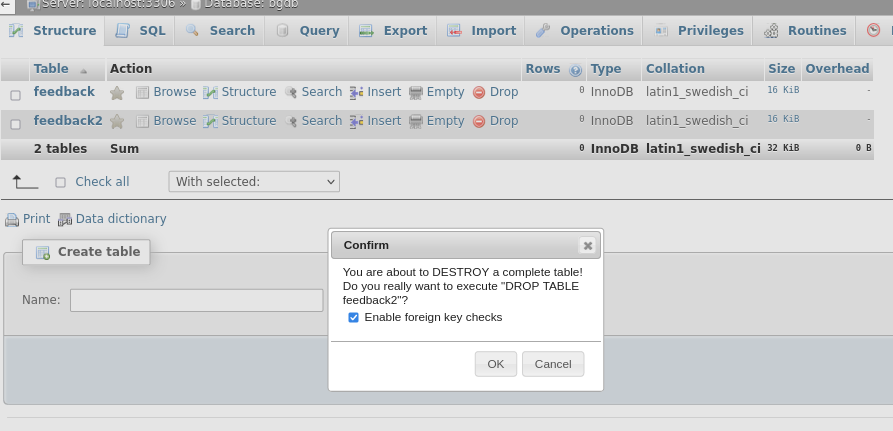 Server: localhost:3306 » Database: bgdb
Structure SQL Search Query Export Import Operations Privileges Routines
Table Action Rows Type Collation Size Overhead
feedback Browse Structure Search Insert Empty Drop 0 InnoDB latin1_swedish_ci 16 KiB -
feedback2 Browse Structure Search Insert Empty Drop 0 InnoDB latin1_swedish_ci 16 KiB -
2 tables Sum 0 InnoDB latin1_swedish_ci 32 KiB 0 B
Check all With selected:
Print Data dictionary
Create table
Name:
Confirm
You are about to DESTROY a complete table!
Do you really want to execute "DROP TABLE
feedback2"?
Enable foreign key checks
OK Cancel